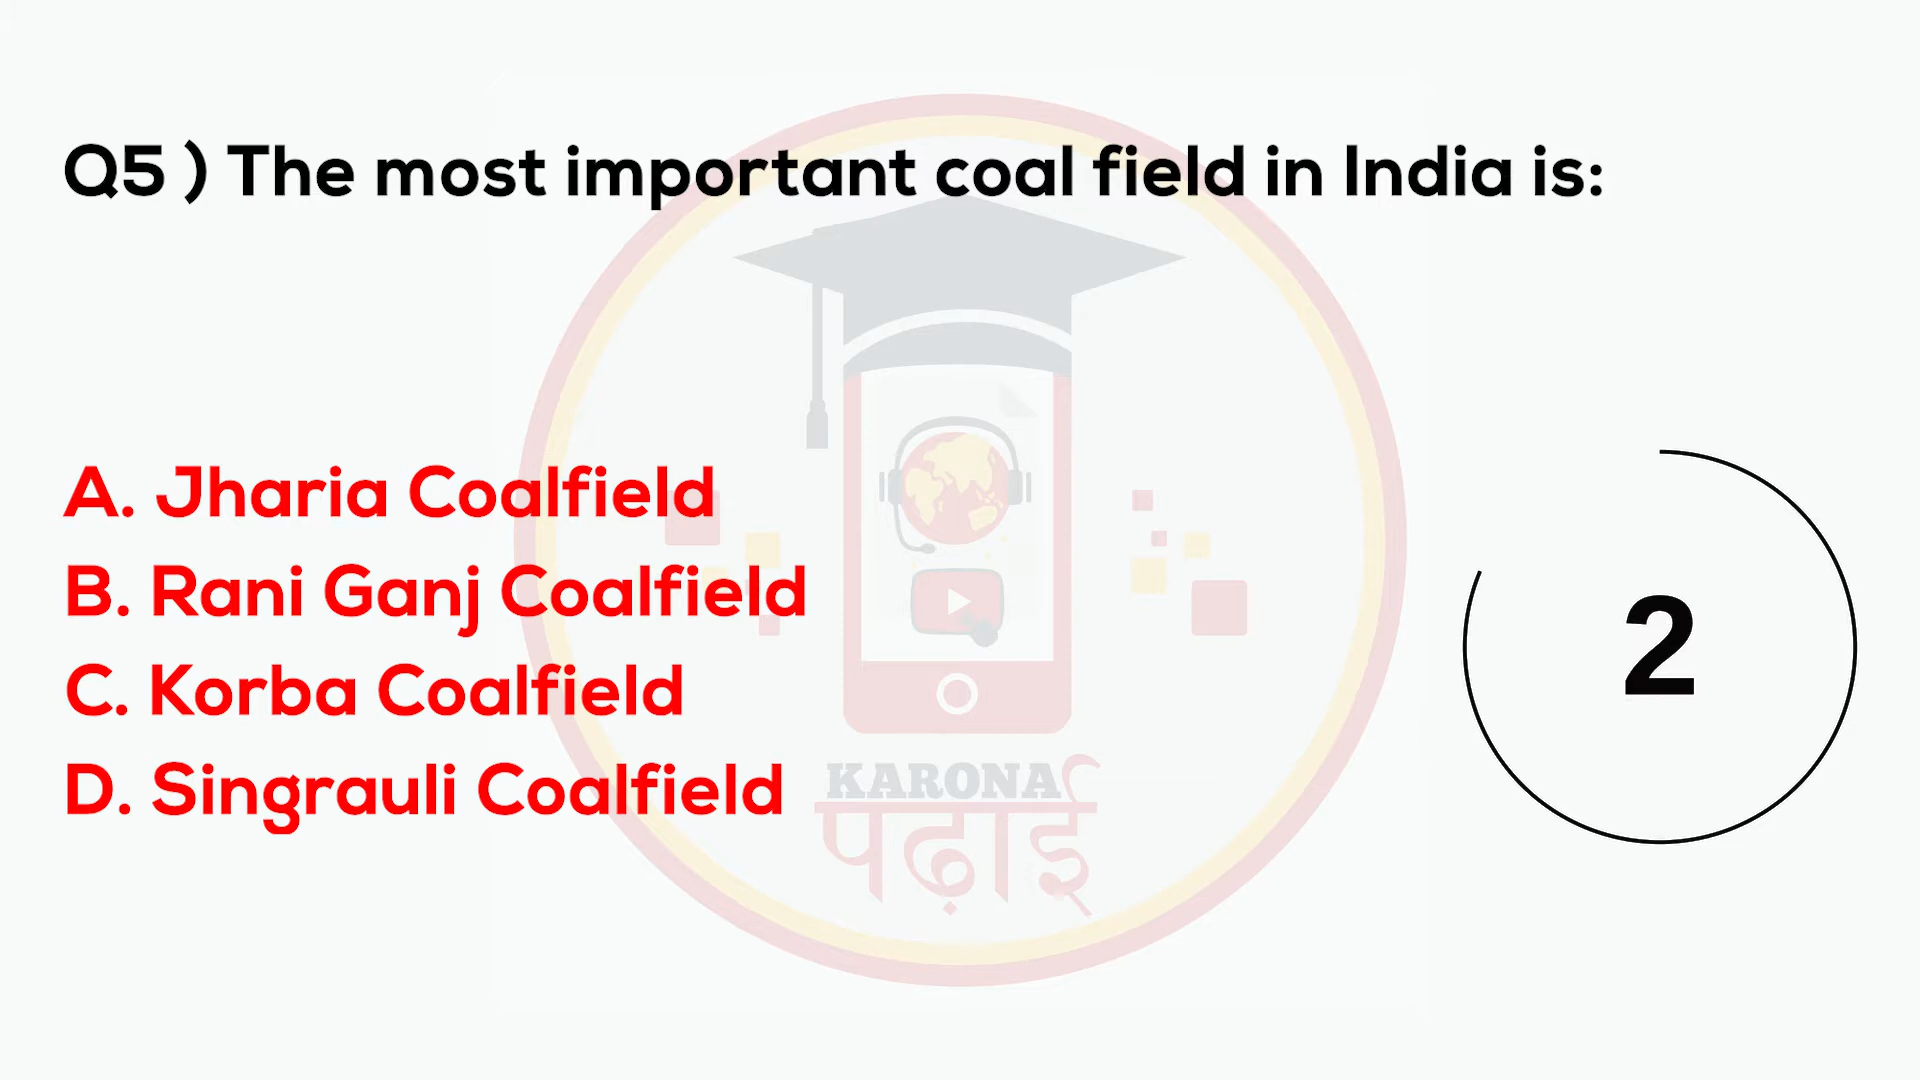 Q5 ) The most important coal field in India is:
A. Jharia Coalfield
B. Rani Ganj Coalfield
C. Korba Coalfield
D. Singrauli Coalfield
2
KARONA
पढ़ाई